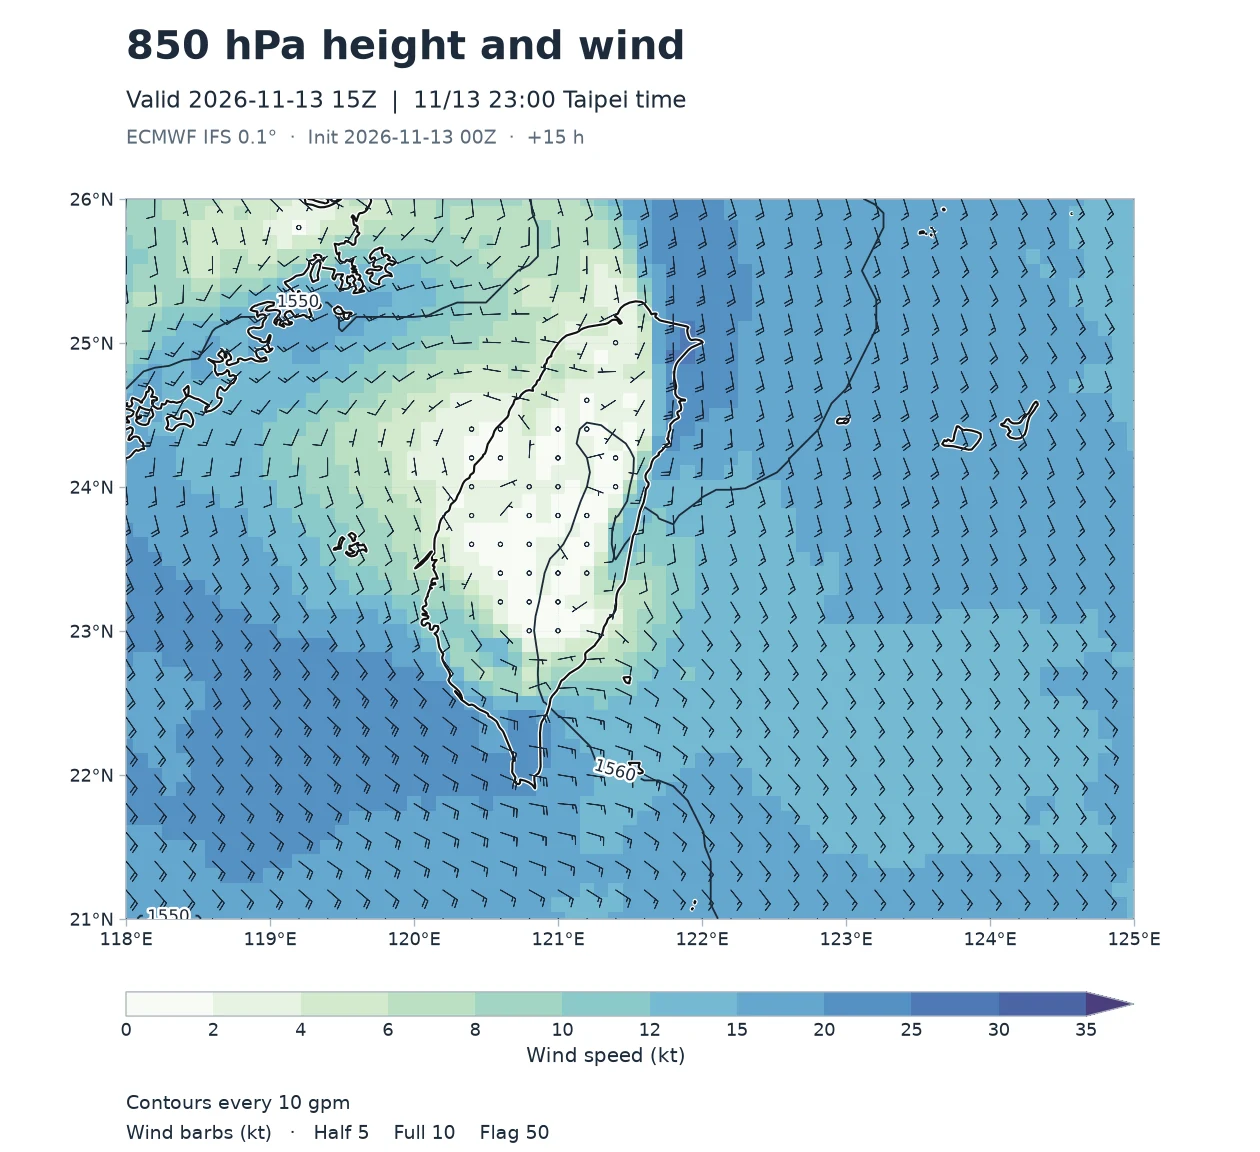 850 hPa height and wind
Valid 2026-11-13 15Z | 11/13 23:00 Taipei time
ECMWF IFS 0.1° · Init 2026-11-13 00Z · +15 h
26°N
25°N
24°N
23°N
22°N
21°N
1550
1560
1550
118°E 119°E 120°E 121°E 122°E 123°E 124°E 125°E
0 2 4 6 8 10 12 15 20 25 30 35
Wind speed (kt)
Contours every 10 gpm
Wind barbs (kt) · Half 5 Full 10 Flag 50